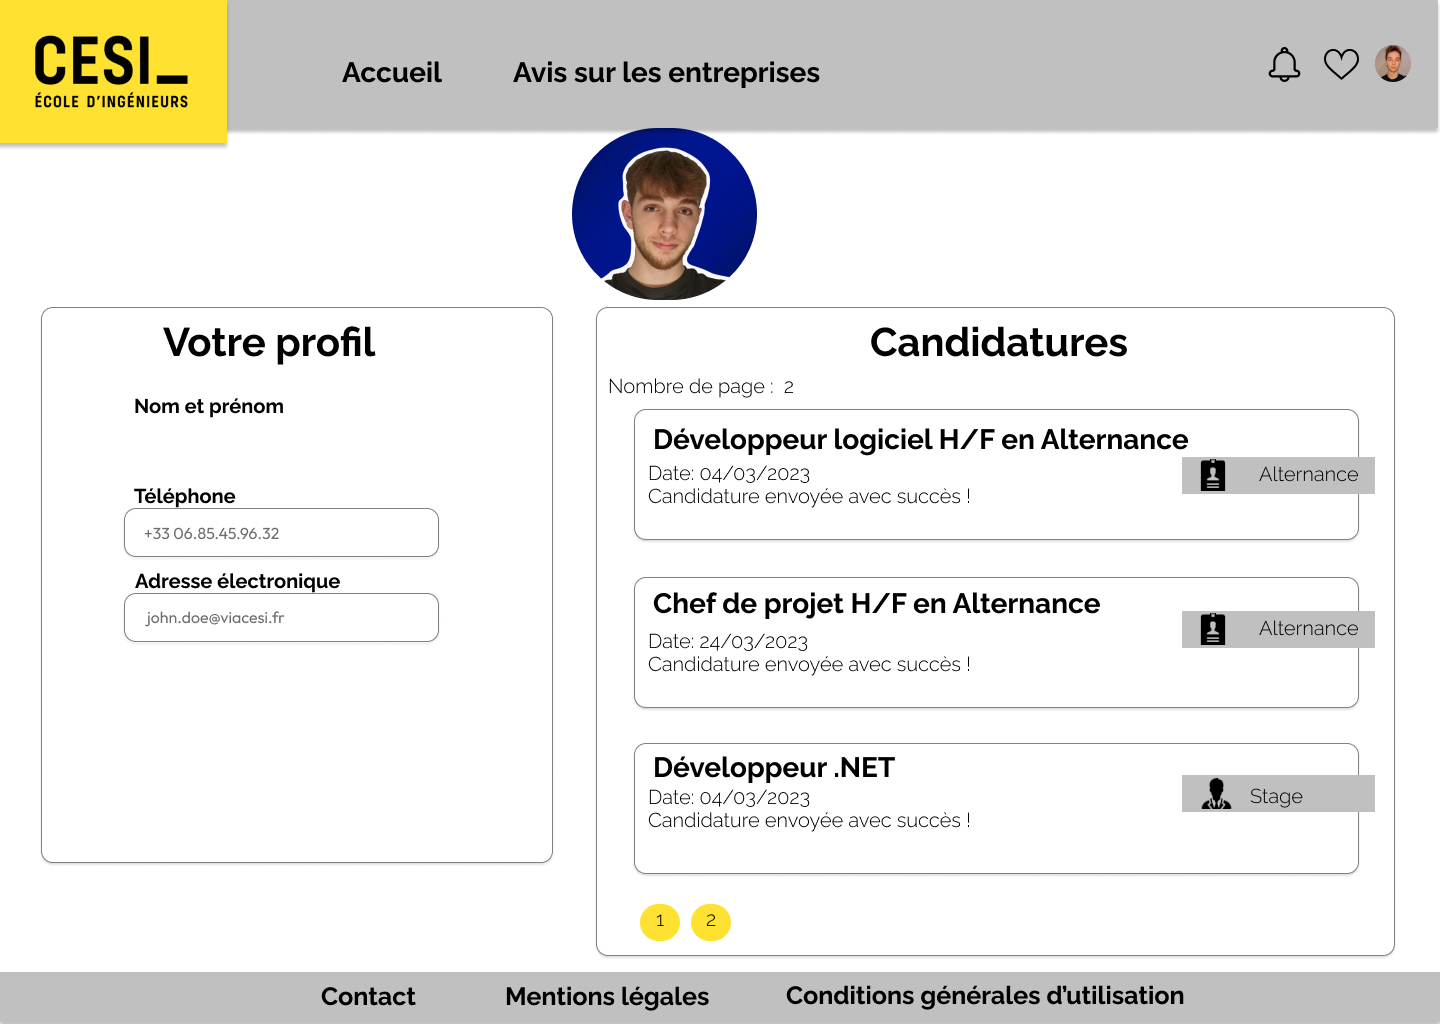 CESI_
ÉCOLE D'INGÉNIEURS
Accueil
Avis sur les entreprises
Votre profil
Nom et prénom
Téléphone
+33 06.85.45.96.32
Adresse électronique
john.doe@viacesi.fr
Candidatures
Nombre de page : 2
Développeur logiciel H/F en Alternance
Date: 04/03/2023
Candidature envoyée avec succès !
Alternance
Chef de projet H/F en Alternance
Date: 24/03/2023
Candidature envoyée avec succès !
Alternance
Développeur .NET
Date: 04/03/2023
Candidature envoyée avec succès !
Stage
1 2
Contact
Mentions légales
Conditions générales d’utilisation